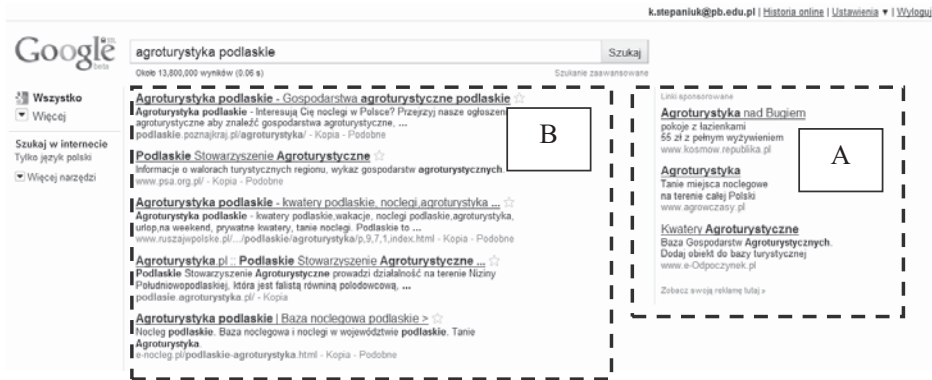 k.stepaniuk@pb.edu.pl | Historia online | Ustawienia ▼ | Wyloguj
Google
beta
agroturystyka podlaskie
Szukaj
Około 13,800,000 wyników (0.06 s)
Szukanie zaawansowane
Wszystko
Więcej
Szukaj w internecie
Tylko język polski
Więcej narzędzi
Agroturystyka podlaskie - Gospodarstwa agroturystyczne podlaskie
Agroturystyka podlaskie - Interesują Cię noclegi w Polsce? Przejrzyj nasze ogłoszen
agroturystyczne aby znaleźć gospodarstwa agroturystyczne, ...
podlaskie.poznajkraj.pl/agroturystyka/ - Kopia - Podobne
Podlaskie Stowarzyszenie Agroturystyczne
Informacje o walorach turystycznych regionu, wykaz gospodarstw agroturystycznych.
www.psa.org.pl/ - Kopia - Podobne
Agroturystyka podlaskie - kwatery podlaskie, noclegi,agroturystyka ...
Agroturystyka podlaskie - kwatery podlaskie,wakacje, noclegi podlaskie,agroturystyka,
urlop,na weekend, prywatne kwatery, tanie noclegi. Podlaskie to ...
www.ruszajwpolske.pl/.../podlaskie/agroturystyka/p,9,7,1,index.html - Kopia - Podobne
Agroturystyka.pl :: Podlaskie Stowarzyszenie Agroturystyczne ...
Podlaskie Stowarzyszenie Agroturystyczne prowadzi działalność na terenie Niziny
Południowopodlaskiej, która jest falistą równiną polodowcową, ...
podlasie.agroturystyka.pl/ - Kopia
Agroturystyka podlaskie | Baza noclegowa podlaskie >
Nocleg podlaskie. Baza noclegowa i noclegi w województwie podlaskie. Tanie
Agroturystyka.
e-nocleg.pl/podlaskie-agroturystyka.html - Kopia - Podobne
B
Linki sponsorowane
Agroturystyka nad Bugiem
pokoje z łazienkami
55 zł z pełnym wyżywieniem
www.kosmow.republika.pl
Agroturystyka
Tanie miejsca noclegowe
na terenie całej Polski
www.agrowczasy.pl
Kwatery Agroturystyczne
Baza Gospodarstw Agroturystycznych.
Dodaj obiekt do bazy turystycznej
www.e-Odpoczynek.pl
Zobacz swoją reklamę tutaj »
A